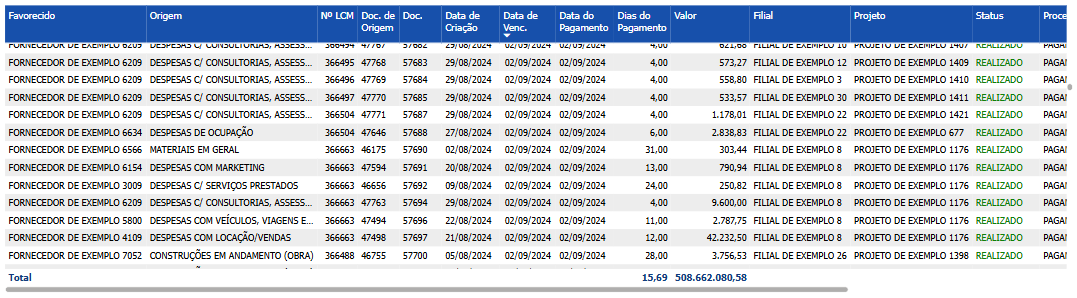 Favorecido Origem Nº LCM Doc. de Origem Doc. Data de Criação Data de Venc. Data do Pagamento Dias do Pagamento Valor Filial Projeto Status Proce
FORNECEDOR DE EXEMPLO 6209 DESPESAS C/ CONSULTORIAS, ASSESS... 366494 47767 57682 29/08/2024 02/09/2024 02/09/2024 4,00 621,68 FILIAL DE EXEMPLO 10 PROJETO DE EXEMPLO 1407 REALIZADO PAGAM
FORNECEDOR DE EXEMPLO 6209 DESPESAS C/ CONSULTORIAS, ASSESS... 366495 47768 57683 29/08/2024 02/09/2024 02/09/2024 4,00 573,27 FILIAL DE EXEMPLO 12 PROJETO DE EXEMPLO 1409 REALIZADO PAGAM
FORNECEDOR DE EXEMPLO 6209 DESPESAS C/ CONSULTORIAS, ASSESS... 366496 47769 57684 29/08/2024 02/09/2024 02/09/2024 4,00 558,80 FILIAL DE EXEMPLO 3 PROJETO DE EXEMPLO 1410 REALIZADO PAGAM
FORNECEDOR DE EXEMPLO 6209 DESPESAS C/ CONSULTORIAS, ASSESS... 366497 47770 57685 29/08/2024 02/09/2024 02/09/2024 4,00 533,57 FILIAL DE EXEMPLO 30 PROJETO DE EXEMPLO 1411 REALIZADO PAGAM
FORNECEDOR DE EXEMPLO 6209 DESPESAS C/ CONSULTORIAS, ASSESS... 366504 47771 57687 29/08/2024 02/09/2024 02/09/2024 4,00 1.178,01 FILIAL DE EXEMPLO 22 PROJETO DE EXEMPLO 1421 REALIZADO PAGAM
FORNECEDOR DE EXEMPLO 6634 DESPESAS DE OCUPAÇÃO 366504 47646 57688 27/08/2024 02/09/2024 02/09/2024 6,00 2.838,83 FILIAL DE EXEMPLO 22 PROJETO DE EXEMPLO 677 REALIZADO PAGAM
FORNECEDOR DE EXEMPLO 6566 MATERIAIS EM GERAL 366663 46175 57690 02/08/2024 02/09/2024 02/09/2024 31,00 303,44 FILIAL DE EXEMPLO 8 PROJETO DE EXEMPLO 1176 REALIZADO PAGAM
FORNECEDOR DE EXEMPLO 6154 DESPESAS COM MARKETING 366663 47594 57691 20/08/2024 02/09/2024 02/09/2024 13,00 790,94 FILIAL DE EXEMPLO 8 PROJETO DE EXEMPLO 1176 REALIZADO PAGAM
FORNECEDOR DE EXEMPLO 3009 DESPESAS C/ SERVIÇOS PRESTADOS 366663 46656 57692 09/08/2024 02/09/2024 02/09/2024 24,00 250,82 FILIAL DE EXEMPLO 8 PROJETO DE EXEMPLO 1176 REALIZADO PAGAM
FORNECEDOR DE EXEMPLO 6209 DESPESAS C/ CONSULTORIAS, ASSESS... 366663 47763 57694 29/08/2024 02/09/2024 02/09/2024 4,00 9.600,00 FILIAL DE EXEMPLO 8 PROJETO DE EXEMPLO 1176 REALIZADO PAGAM
FORNECEDOR DE EXEMPLO 5800 DESPESAS COM VEÍCULOS, VIAGENS E... 366663 47494 57696 22/08/2024 02/09/2024 02/09/2024 11,00 2.787,75 FILIAL DE EXEMPLO 8 PROJETO DE EXEMPLO 1176 REALIZADO PAGAM
FORNECEDOR DE EXEMPLO 4109 DESPESAS COM LOCAÇÃO/VENDAS 366663 47498 57697 21/08/2024 02/09/2024 02/09/2024 12,00 42.232,50 FILIAL DE EXEMPLO 8 PROJETO DE EXEMPLO 1176 REALIZADO PAGAM
FORNECEDOR DE EXEMPLO 7052 CONSTRUÇÕES EM ANDAMENTO (OBRA) 366488 46755 57700 05/08/2024 02/09/2024 02/09/2024 28,00 3.756,53 FILIAL DE EXEMPLO 26 PROJETO DE EXEMPLO 1398 REALIZADO PAGAM
Total 15,69 508.662.080,58